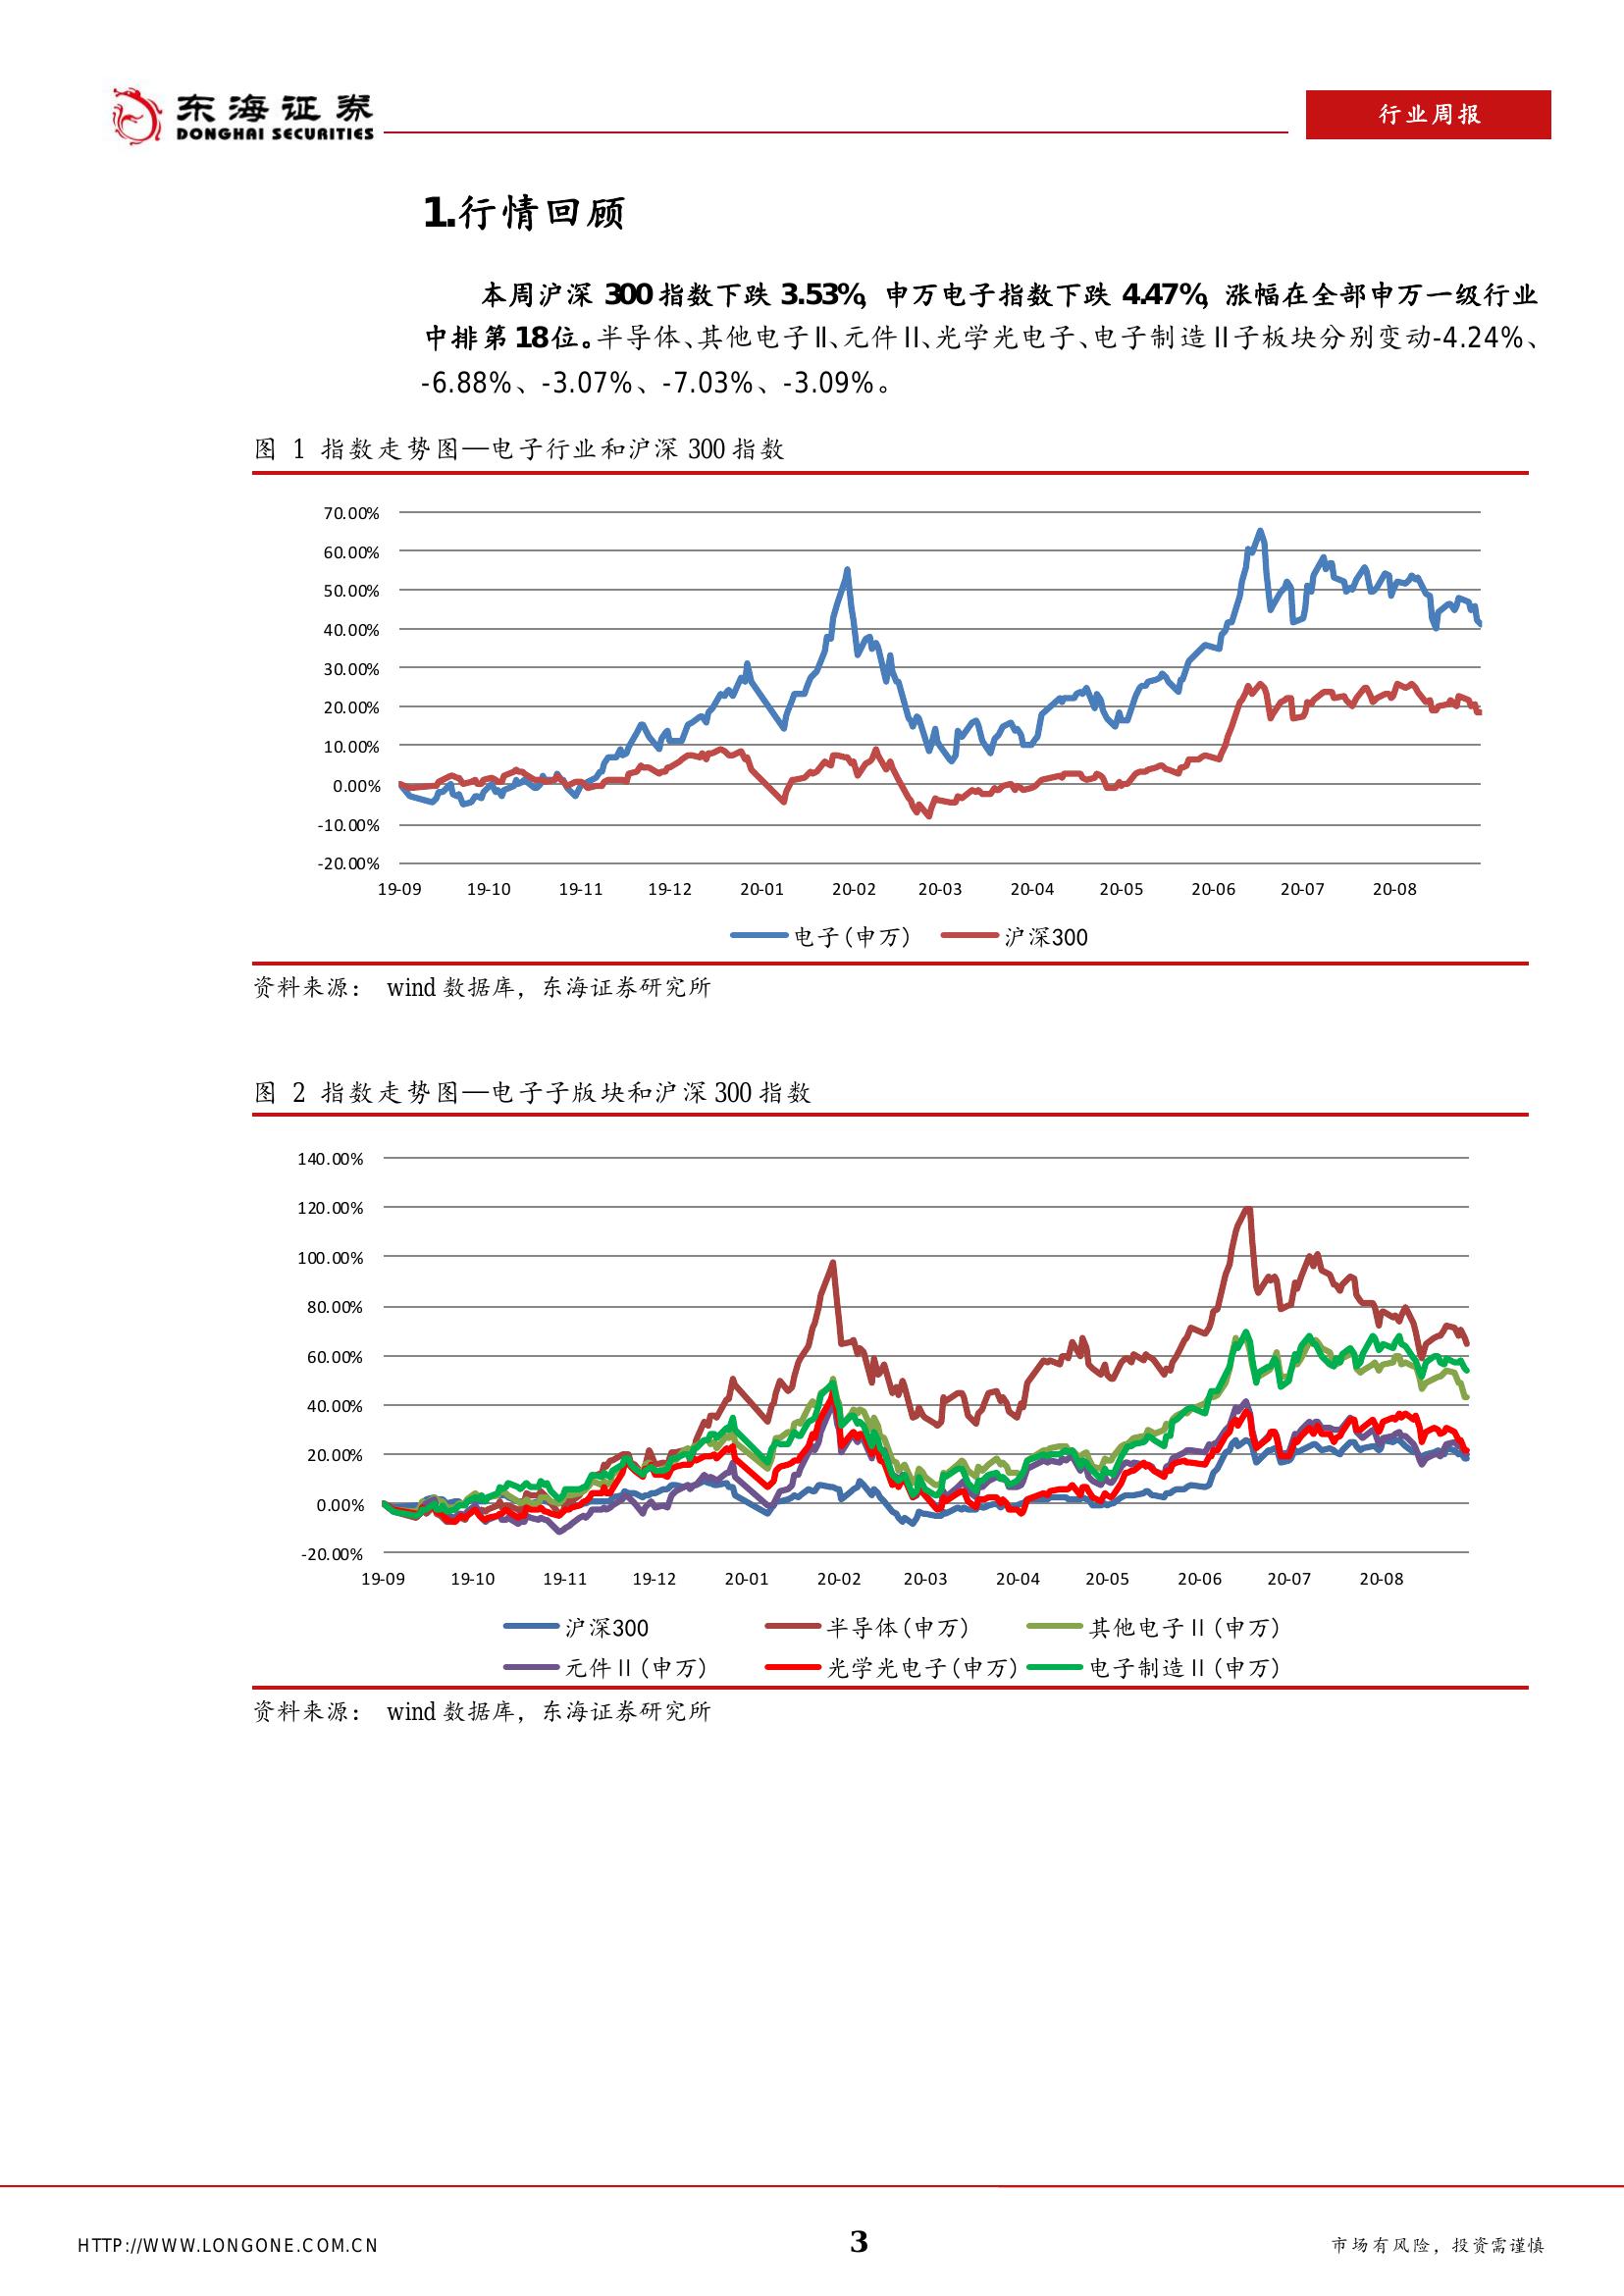 东海证券
DONGHAI SECURITIES
行业周报
1.行情回顾
本周沪深 300 指数下跌 3.53%，申万电子指数下跌 4.47%，涨幅在全部申万一级行业
中排第 18 位。半导体、其他电子Ⅱ、元件Ⅱ、光学光电子、电子制造Ⅱ子板块分别变动-4.24%、
-6.88%、-3.07%、-7.03%、-3.09%。
图 1 指数走势图—电子行业和沪深 300 指数
70.00%
60.00%
50.00%
40.00%
30.00%
20.00%
10.00%
0.00%
-10.00%
-20.00%
19-09 19-10 19-11 19-12 20-01 20-02 20-03 20-04 20-05 20-06 20-07 20-08
电子(申万) 沪深300
资料来源： wind 数据库，东海证券研究所
图 2 指数走势图—电子子版块和沪深 300 指数
140.00%
120.00%
100.00%
80.00%
60.00%
40.00%
20.00%
0.00%
-20.00%
19-09 19-10 19-11 19-12 20-01 20-02 20-03 20-04 20-05 20-06 20-07 20-08
沪深300 半导体(申万) 其他电子Ⅱ(申万)
元件Ⅱ(申万) 光学光电子(申万) 电子制造Ⅱ(申万)
资料来源： wind 数据库，东海证券研究所
HTTP://WWW.LONGONE.COM.CN 3 市场有风险，投资需谨慎